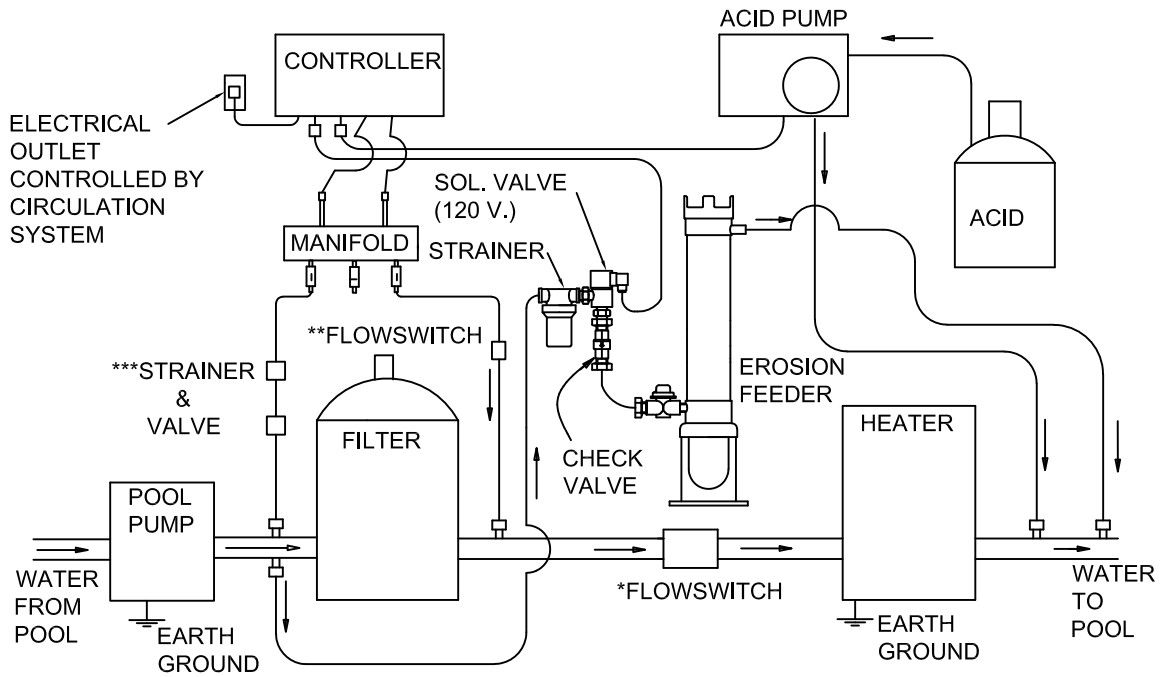 ACID PUMP
CONTROLLER
ELECTRICAL
OUTLET
CONTROLLED BY
CIRCULATION
SYSTEM
SOL. VALVE
(120 V.)
ACID
MANIFOLD
STRAINER
**FLOWSWITCH
***STRAINER
&
VALVE
EROSION
FEEDER
FILTER
HEATER
CHECK
VALVE
POOL
PUMP
*FLOWSWITCH
WATER
FROM
POOL
EARTH
GROUND
EARTH
GROUND
WATER
TO
POOL